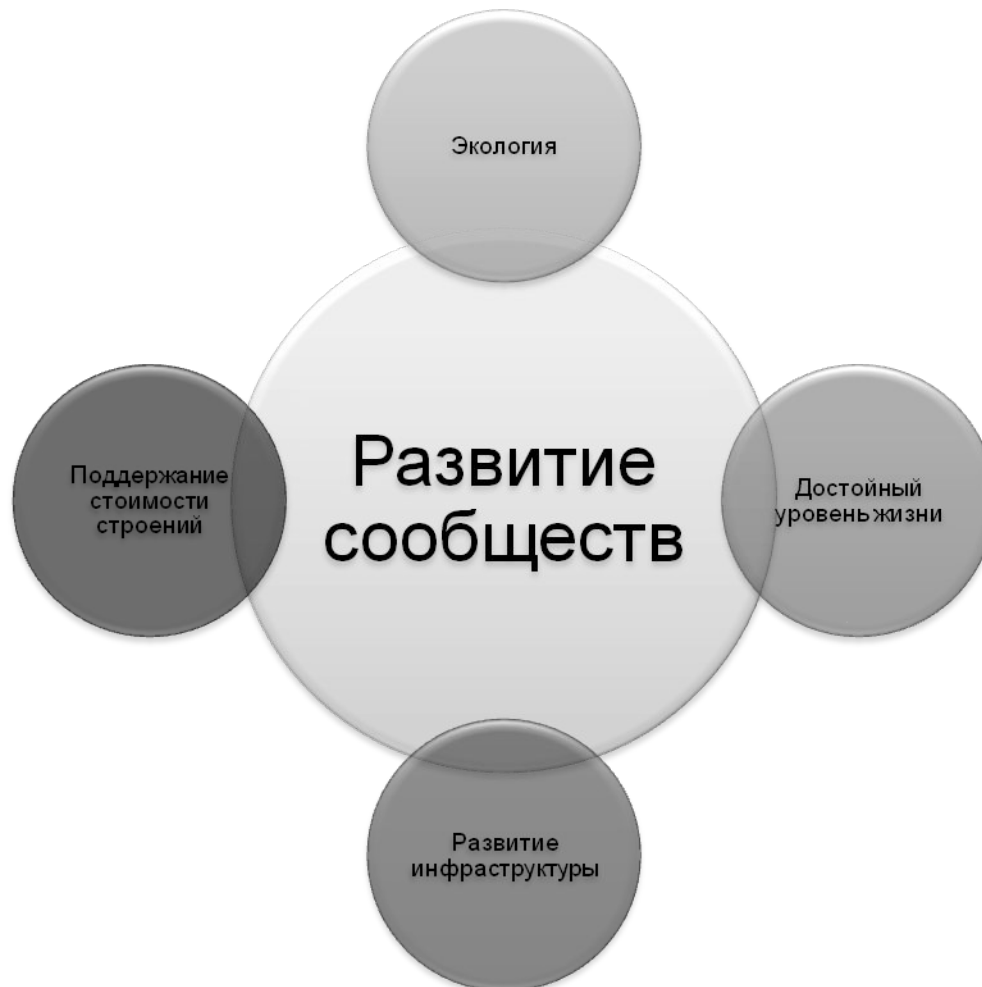 Экология
Поддержание
стоимости
строений
Развитие
сообществ
Достойный
уровень жизни
Развитие
инфраструктуры